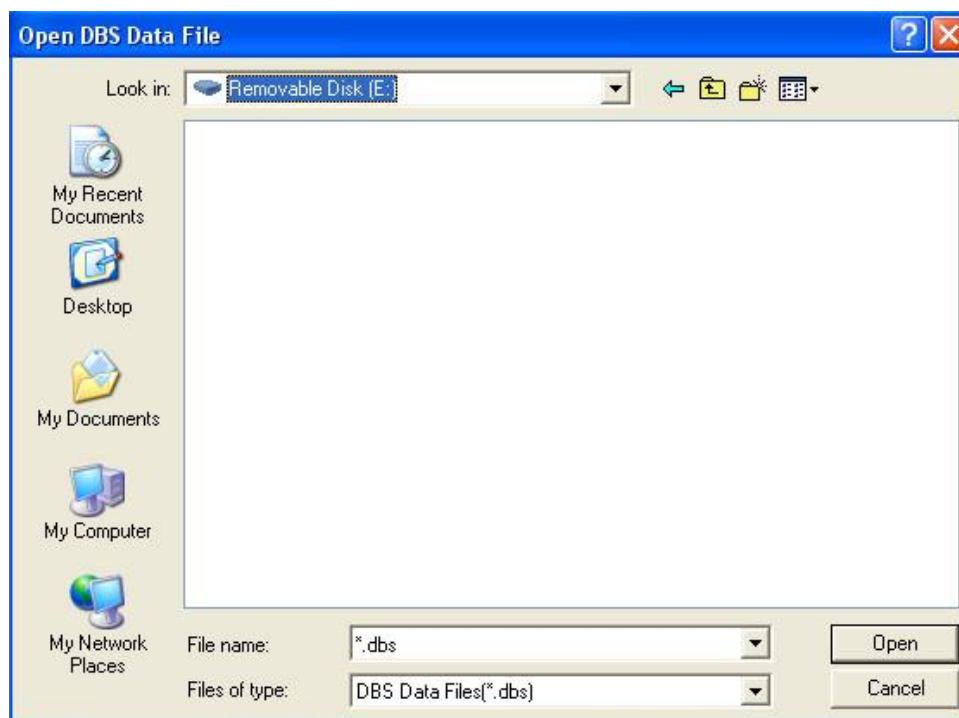 Open DBS Data File
Look in:
Removable Disk (E:)
My Recent
Documents
Desktop
My Documents
My Computer
My Network
Places
File name:
*.dbs
Open
Files of type:
DBS Data Files(*.dbs)
Cancel